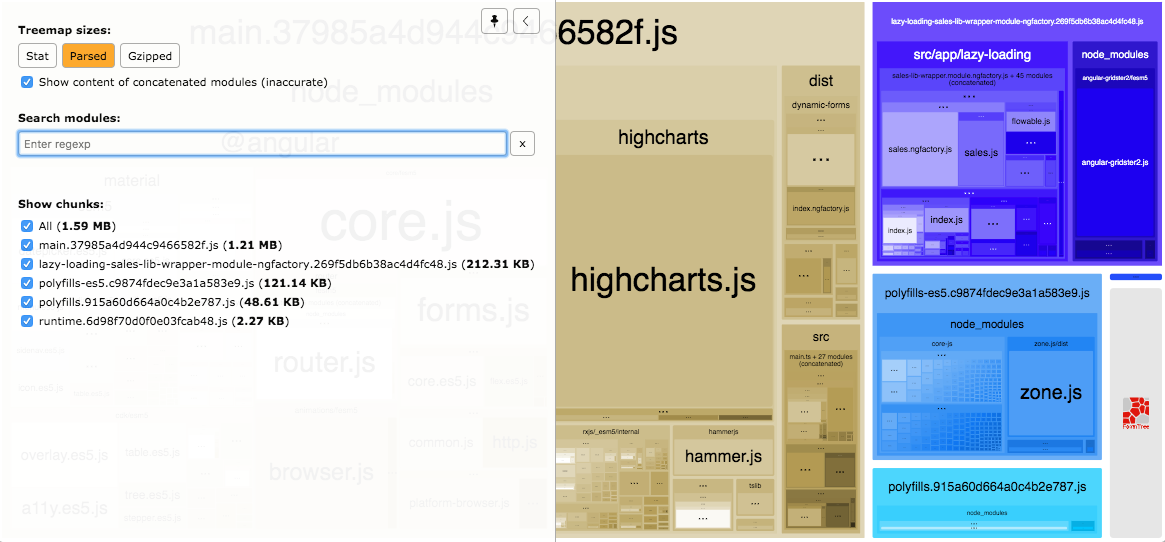 main.37985a4d944c9466582f.js
Treemap sizes:
Stat
Parsed
Gzipped
Show content of concatenated modules (inaccurate)
Search modules:
Enter regexp
x
Show chunks:
All (1.59 MB)
main.37985a4d944c9466582f.js (1.21 MB)
lazy-loading-sales-lib-wrapper-module-ngfactory.269f5db6b38ac4d4fc48.js (212.31 KB)
polyfills-es5.c9874fdec9e3a1a583e9.js (121.14 KB)
polyfills.915a60d664a0c4b2e787.js (48.61 KB)
runtime.6d98f70d0f0e03fcab48.js (2.27 KB)
node_modules
@angular
material
core.js
forms.js
router.js
core.es5.js
common.js
http.js
overlay.es5.js
table.es5.js
browser.js
tree.es5.js
a11y.es5.js
platform-browser.js
highcharts
highcharts.js
rxjs/_esm5/internal
hammerjs
hammer.js
tslib
dist
dynamic-forms
...
index.ngfactory.js
src
main.ts + 27 modules
(concatenated)
lazy-loading-sales-lib-wrapper-module-ngfactory.269f5db6b38ac4d4fc48.js
src/app/lazy-loading
sales-lib-wrapper.module.ngfactory.js + 45 modules
(concatenated)
sales.ngfactory.js
sales.js
flowable.js
index.js
index.js
node_modules
angular-gridster2/fesm5
angular-gridster2.js
polyfills-es5.c9874fdec9e3a1a583e9.js
node_modules
core-js
zone.js/dist
zone.js
polyfills.915a60d664a0c4b2e787.js
node_modules
FoamTree